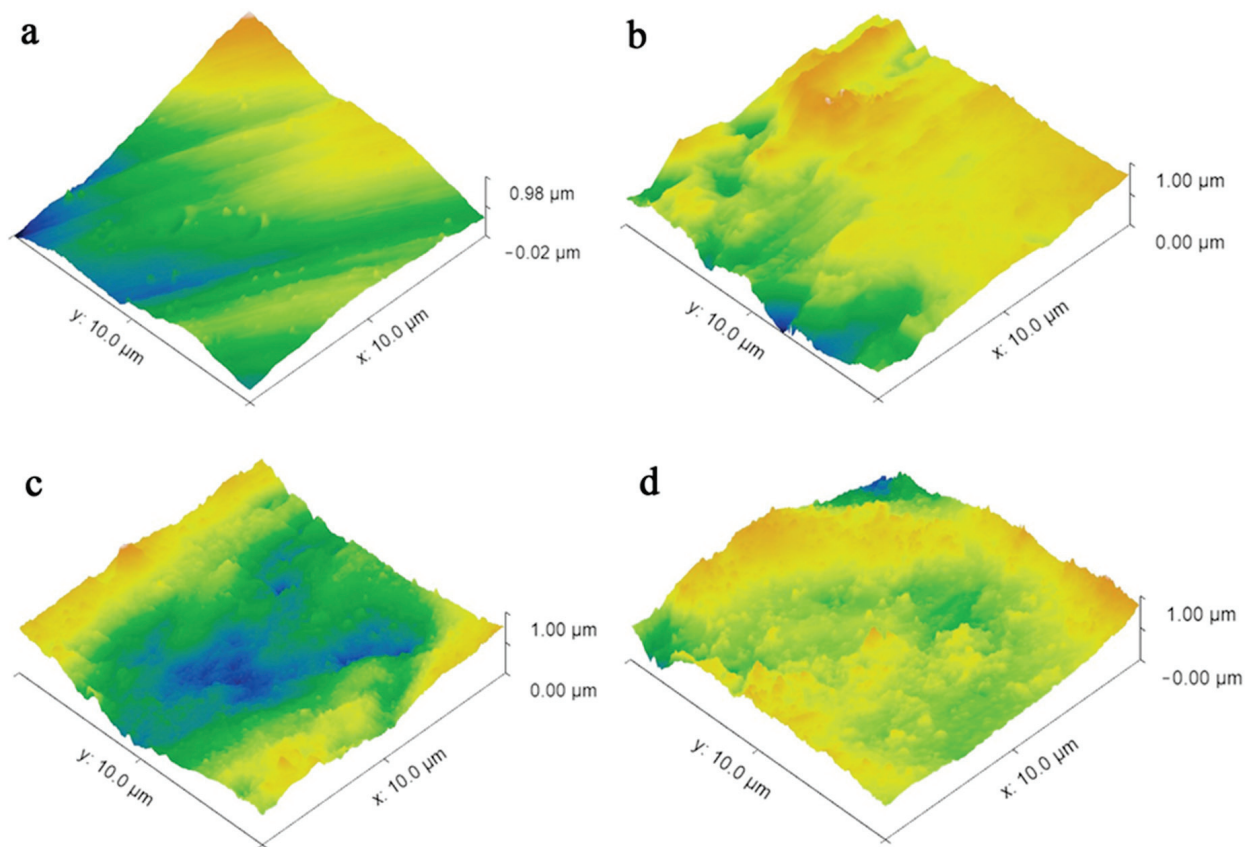 a
0.98 µm
−0.02 µm
y: 10.0 µm
x: 10.0 µm
b
1.00 µm
0.00 µm
y: 10.0 µm
x: 10.0 µm
c
1.00 µm
0.00 µm
y: 10.0 µm
x: 10.0 µm
d
1.00 µm
−0.00 µm
y: 10.0 µm
x: 10.0 µm